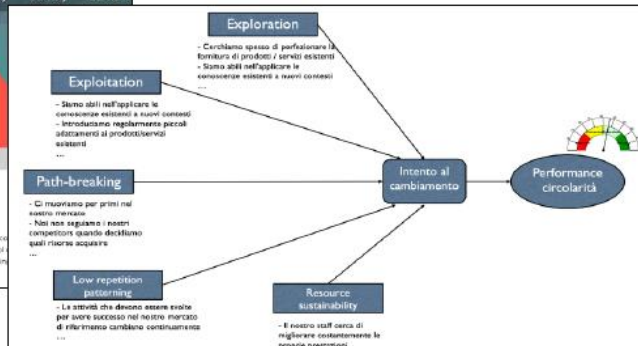 Exploration
- Cerchiamo spesso di perfezionare la
fornitura di prodotti / servizi esistenti
- Siamo abili nell'applicare le
conoscenze esistenti a nuovi contesti
....
Exploitation
- Siamo abili nell'applicare le
conoscenze esistenti a nuovi contesti
- Introduciamo regolarmente piccoli
adattamenti ai prodotti/servizi
esistenti
....
Path-breaking
- Ci muoviamo per primi nel
nostro mercato
- Noi non seguiamo i nostri
competitors quando decidiamo
quali risorse acquisire
....
Low repetition
patterning
- Le attività che devono essere svolte
per avere successo nel nostro mercato
di riferimento cambiano continuamente
....
Resource
sustainability
- Il nostro staff cerca di
migliorare costantemente le
proprie prestazioni
Intento al
cambiamento
Performance
circolarità